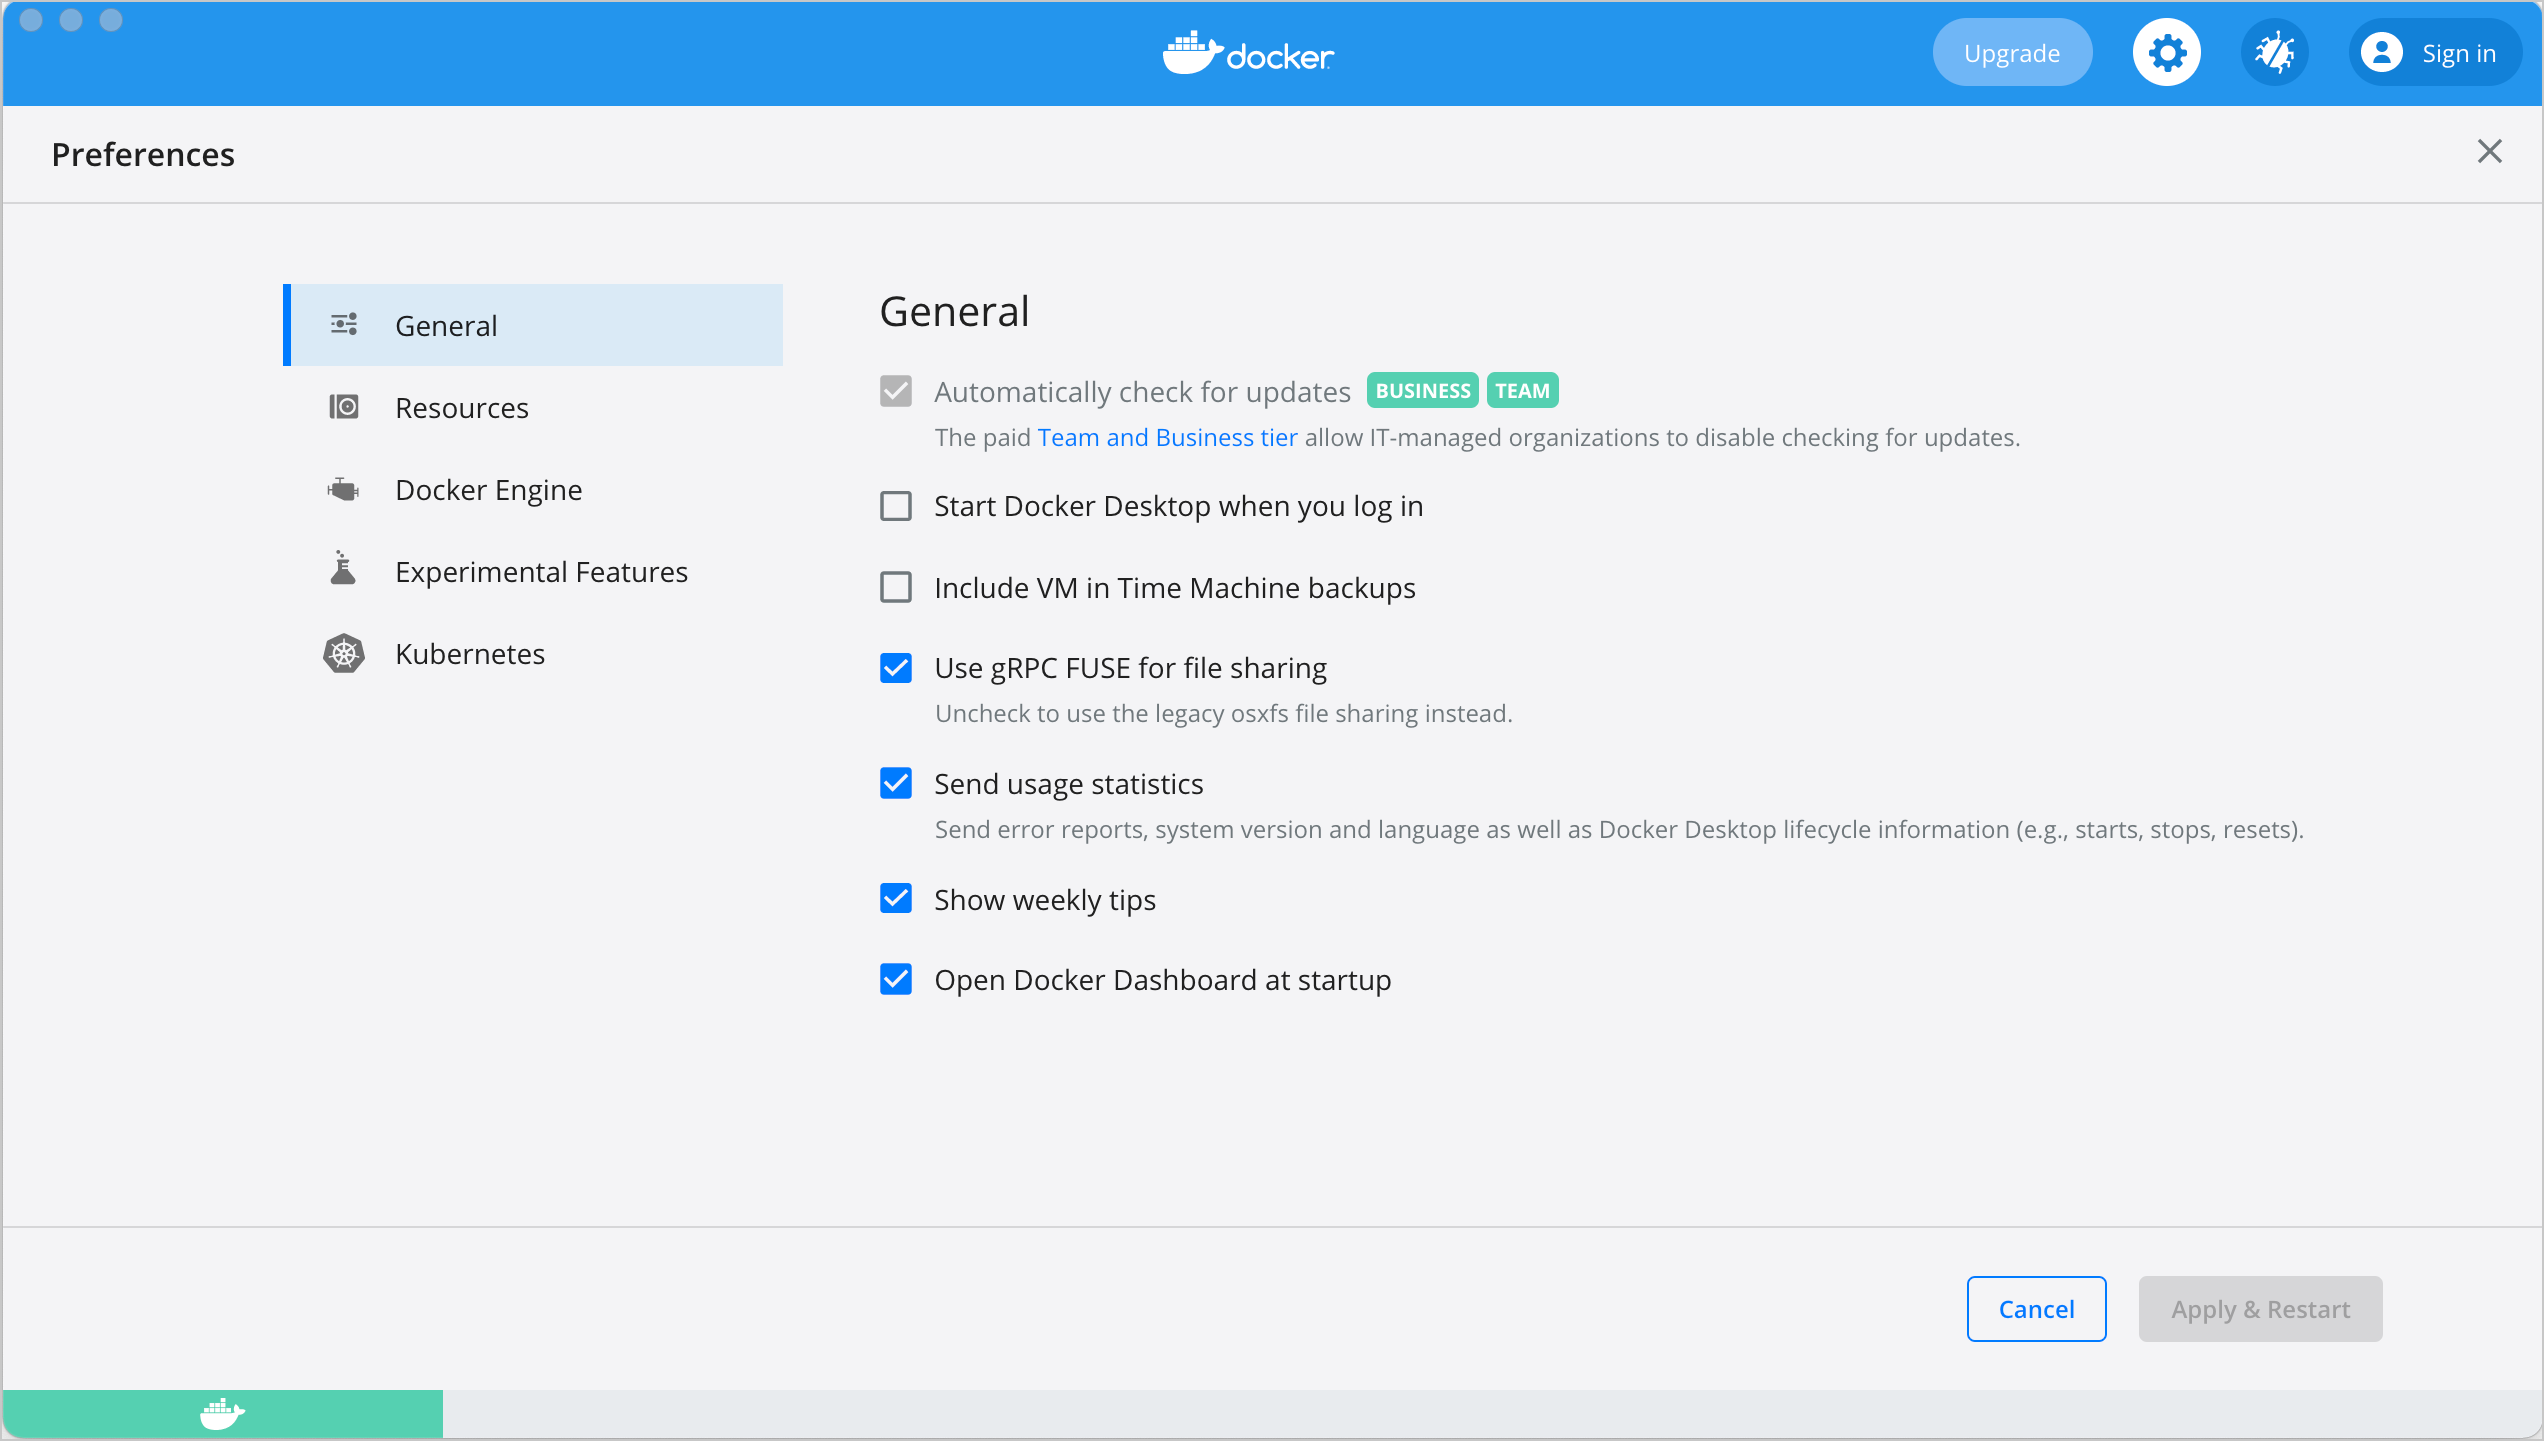 docker
Upgrade
Sign in
Preferences
General
Resources
Docker Engine
Experimental Features
Kubernetes
General
Automatically check for updates BUSINESS TEAM
The paid Team and Business tier allow IT-managed organizations to disable checking for updates.
Start Docker Desktop when you log in
Include VM in Time Machine backups
Use gRPC FUSE for file sharing
Uncheck to use the legacy osxfs file sharing instead.
Send usage statistics
Send error reports, system version and language as well as Docker Desktop lifecycle information (e.g., starts, stops, resets).
Show weekly tips
Open Docker Dashboard at startup
Cancel
Apply & Restart